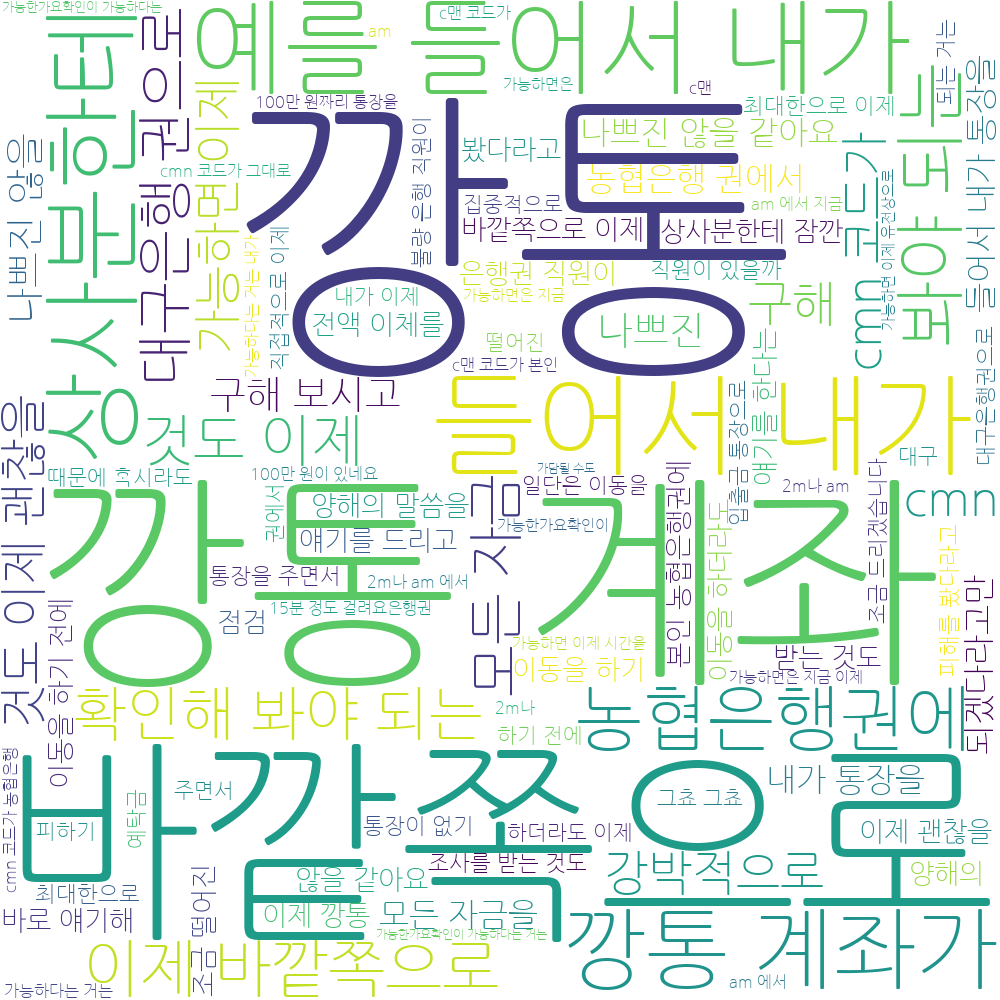 가능한가요확인이 가능하다는
예를 들어서 내가
c맨 코드가
am
가능하면은
c맨
100만 원짜리 통장을
최대한으로 이제
되는 거는
상사분한테
권으로
대구은행
이제
가능하면
나쁘진 않을
깡통
불량 은행 직원이
봤다라고
나쁘진 않을 같아요
농협은행 권에서
cmn 코드가 그대로
집중적으로
am 에서 지금
바깥쪽으로 이제
상사분한테 잠깐
코드가
cmn
봐야 되는
들어서 내가 통장을
가능하면 이제 유전상으로
은행권 직원이
직원이 있을까
가능하면은 지금
내가 이제
전액 이체를
나쁘진
구해
떨어진
직접적으로 이제
가능하다는 거는 내가
c맨 코드가 본인
구해 보시고
들어서 내가
얘기를 한다는
입출금 통장으로
대구은행권으로
대구
것도 이제 괜찮을
것도 이제
때문에 혹시라도
100만 원이 있네요
가담될 수도
일단은 이동을
2m나 am
cmn
깡통 계좌
권에서
양해의 말씀을
얘기를 드리고
가능한가요확인이
통장을 주면서
2m나 am 에서
15분 정도 걸려요은행권
점검
모든 자금
본인 농협은행권에
이동을 하더라도
조금 드리겠습니다
피해를 봤다라고
되겠다라고만
가능하면 이제 시간을
이동을 하기
받는 것도
가능하면은 지금 이제
이동을 하기 전에
확인해 봐야 되는
2m나
하기 전에
농협은행권에
바깥쪽으로
cmn 코드가 농협은행
주면서
예탁금
피하기
그쵸 그쵸
내가 통장을
통장이 없기
하더라도 이제
이제 괜찮을
조사를 받는 것도
않을 같아요
강박적으로
양해의
최대한으로
바로 얘기해
조금 떨어진
이제 깡통
모든 자금을
가능한가요확인이 가능하다는 거는
이제 바깥쪽으로
깡통 계좌가
am 에서
가능하다는 거는